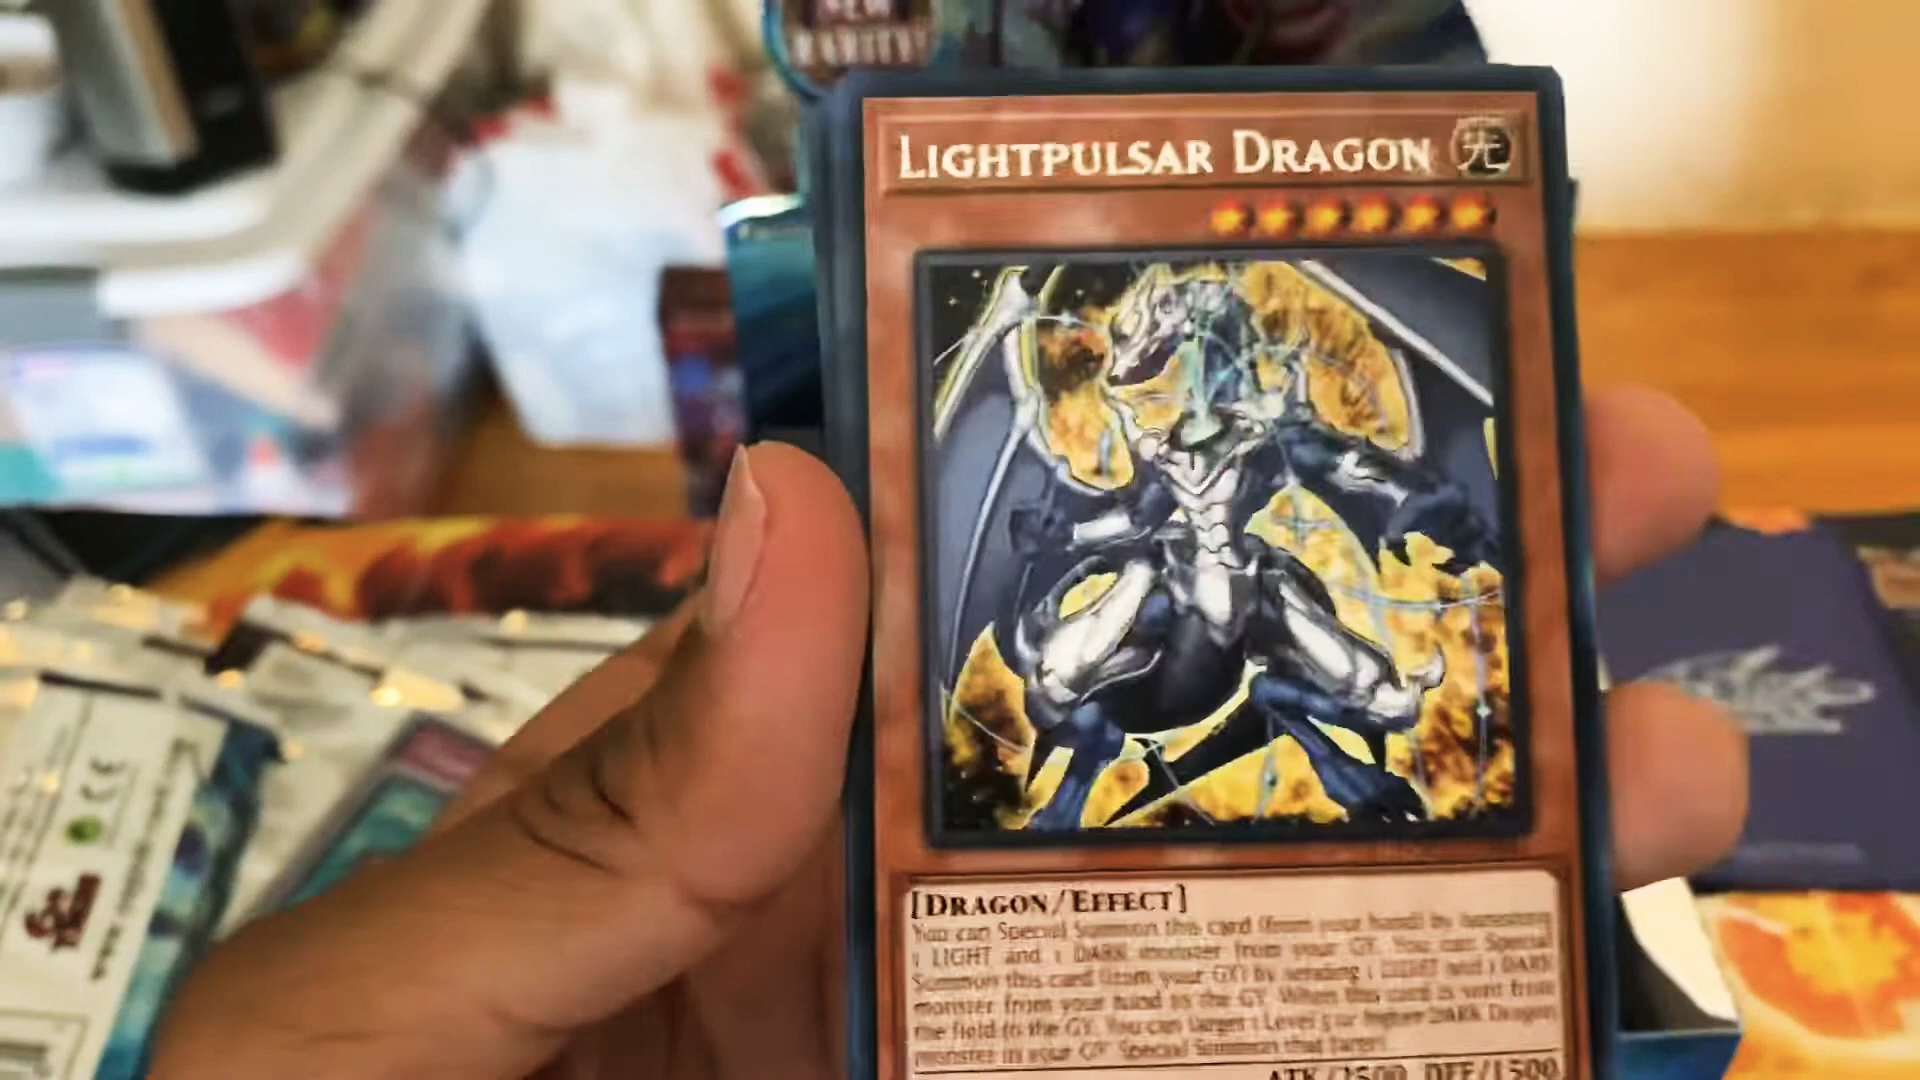 NEW
RARITY!
LIGHTPULSAR DRAGON 光
[DRAGON/EFFECT]
You can Special Summon this card (from your hand) by banishing
1 LIGHT and 1 DARK monster from your GY. You can Special
Summon this card (from your GY) by sending 1 LIGHT and 1 DARK
monster from your hand to the GY. When this card is sent from
the field to the GY: You can target 1 Level 5 or higher DARK Dragon
monster in your GY; Special Summon that target.
ATK/2500 DEF/1500